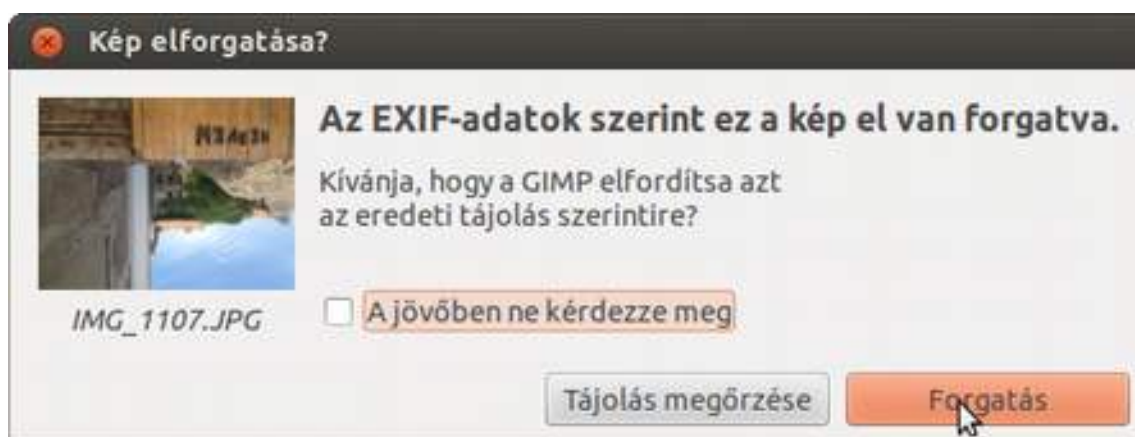 Kép elforgatása?
Az EXIF-adatok szerint ez a kép el van forgatva.
Kívánja, hogy a GIMP elfordítsa azt
az eredeti tájolás szerintire?
IMG_1107.JPG
A jövőben ne kérdezze meg
Tájolás megőrzése
Forgatás